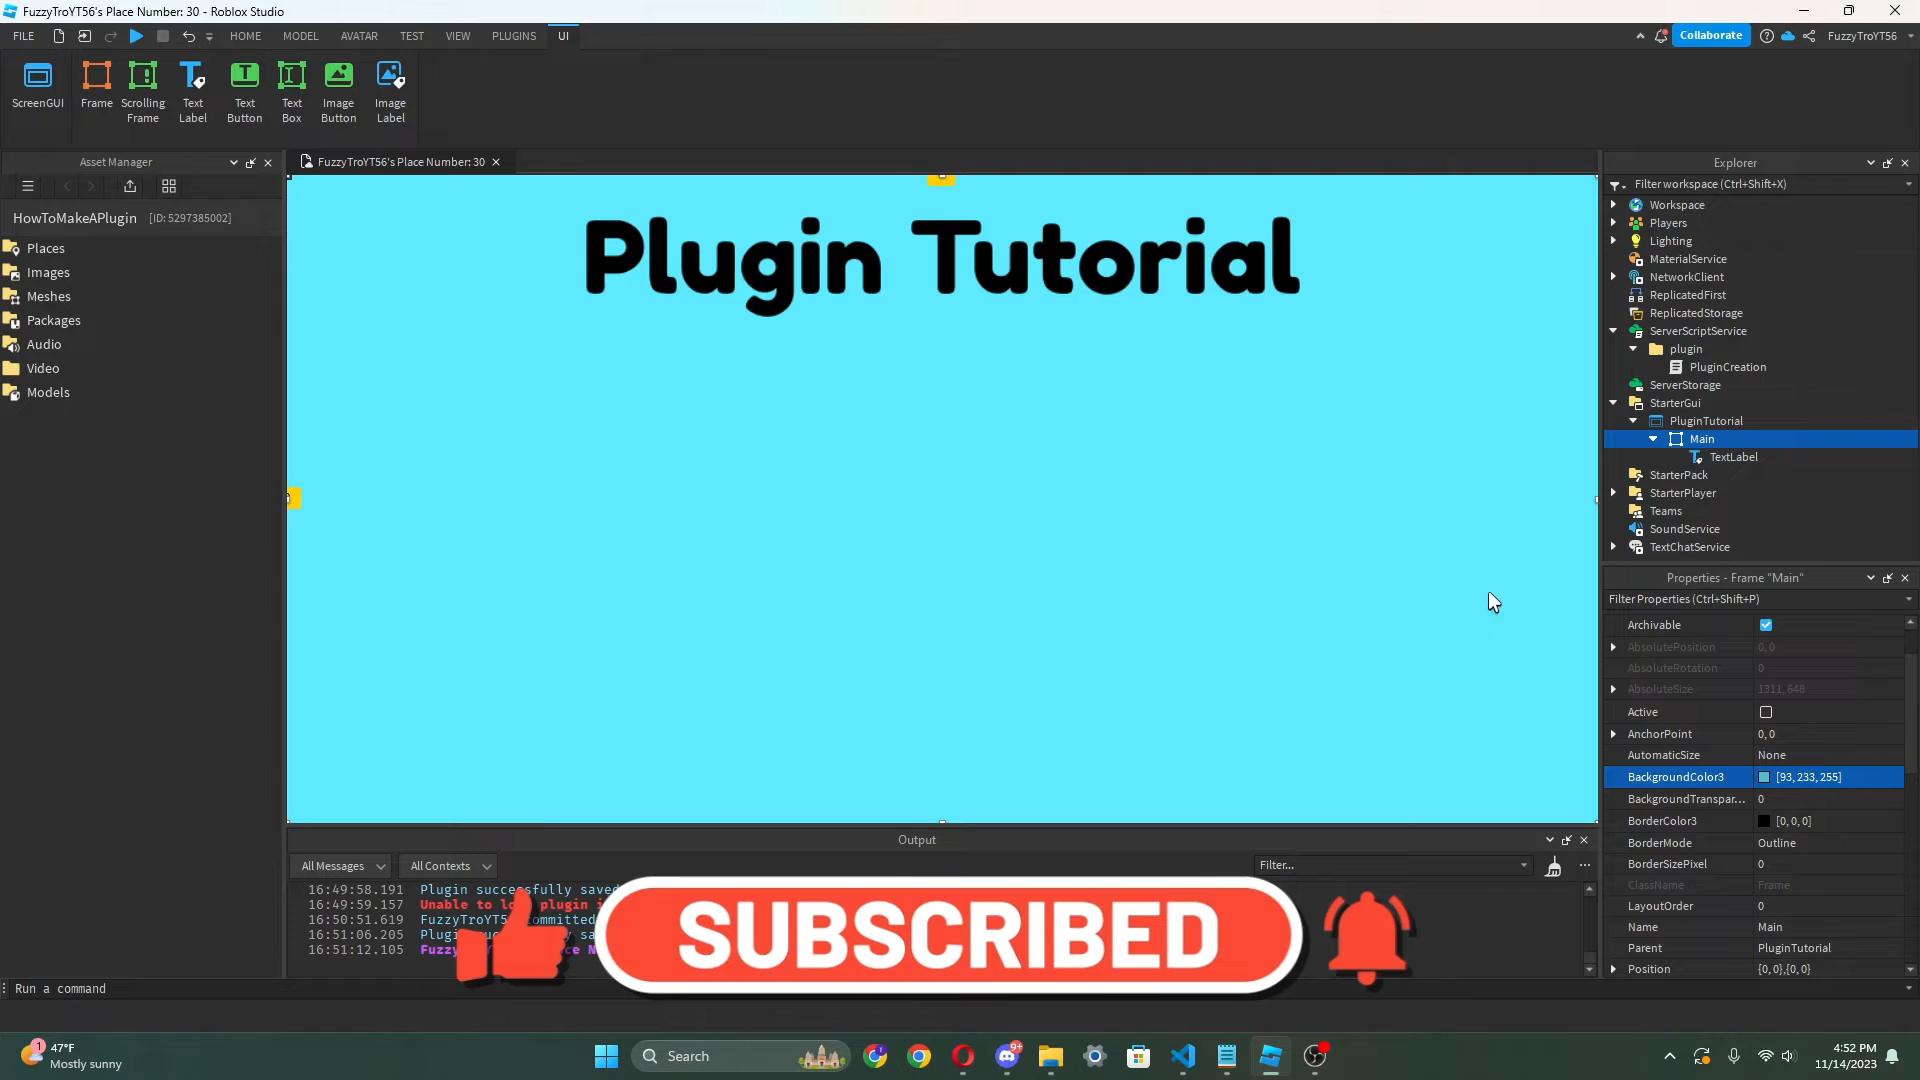 FuzzyTroYT56's Place Number: 30 - Roblox Studio
FILE HOME MODEL AVATAR TEST VIEW PLUGINS UI
Collaborate FuzzyTroYT56
ScreenGUI
Frame
Scrolling
Frame
Text
Label
Text
Button
Text
Box
Image
Button
Image
Label
Asset Manager
HowToMakeAPlugin [ID: 5297385002]
Places
Images
Meshes
Packages
Audio
Video
Models
FuzzyTroYT56's Place Number: 30
Plugin Tutorial
Explorer
Filter workspace (Ctrl+Shift+X)
Workspace
Players
Lighting
MaterialService
NetworkClient
ReplicatedFirst
ReplicatedStorage
ServerScriptService
plugin
PluginCreation
ServerStorage
StarterGui
PluginTutorial
Main
TextLabel
StarterPack
StarterPlayer
Teams
SoundService
TextChatService
Properties - Frame "Main"
Filter Properties (Ctrl+Shift+P)
Archivable
AbsolutePosition 0, 0
AbsoluteRotation 0
AbsoluteSize 1311, 648
Active
AnchorPoint 0, 0
AutomaticSize None
BackgroundColor3 [93, 233, 255]
BackgroundTranspar... 0
BorderColor3 [0, 0, 0]
BorderMode Outline
BorderSizePixel 0
ClassName Frame
LayoutOrder 0
Name Main
Parent PluginTutorial
Position {0, 0},{0, 0}
Output
All Messages All Contexts Filter...
16:49:58.191 Plugin successfully saved
16:49:59.157 Unable to plugin
16:50:51.619 FuzzyTroYT5
16:51:06.205
16:51:12.105
SUBSCRIBED
Run a command
1
47°F
Mostly sunny
Search
9+
4:52 PM
11/14/2023